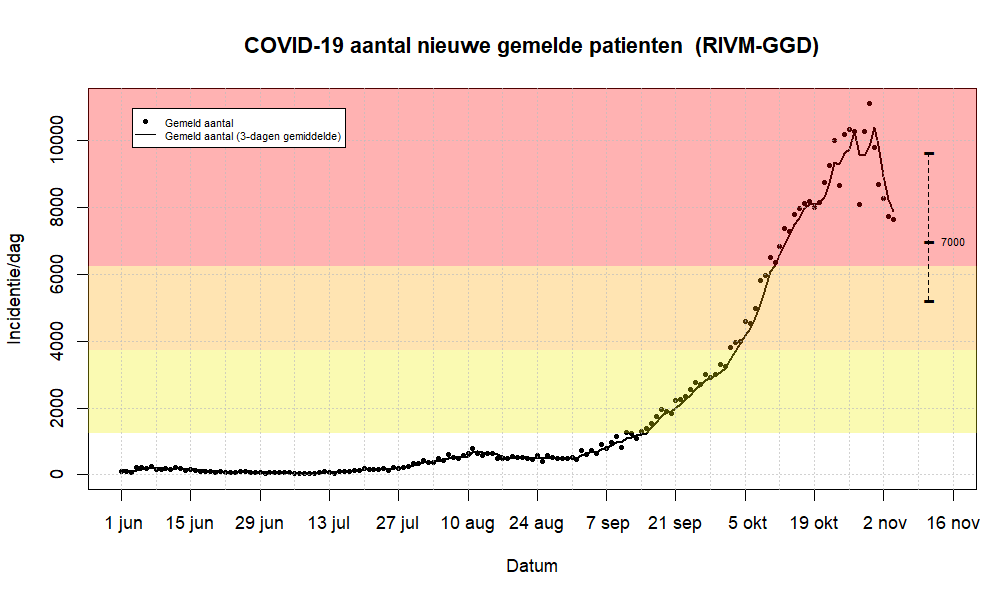 COVID-19 aantal nieuwe gemelde patienten (RIVM-GGD)
Gemeld aantal
Gemeld aantal (3-dagen gemiddelde)
Incidentie/dag
10000
8000
6000
4000
2000
0
7000
1 jun 15 jun 29 jun 13 jul 27 jul 10 aug 24 aug 7 sep 21 sep 5 okt 19 okt 2 nov 16 nov
Datum